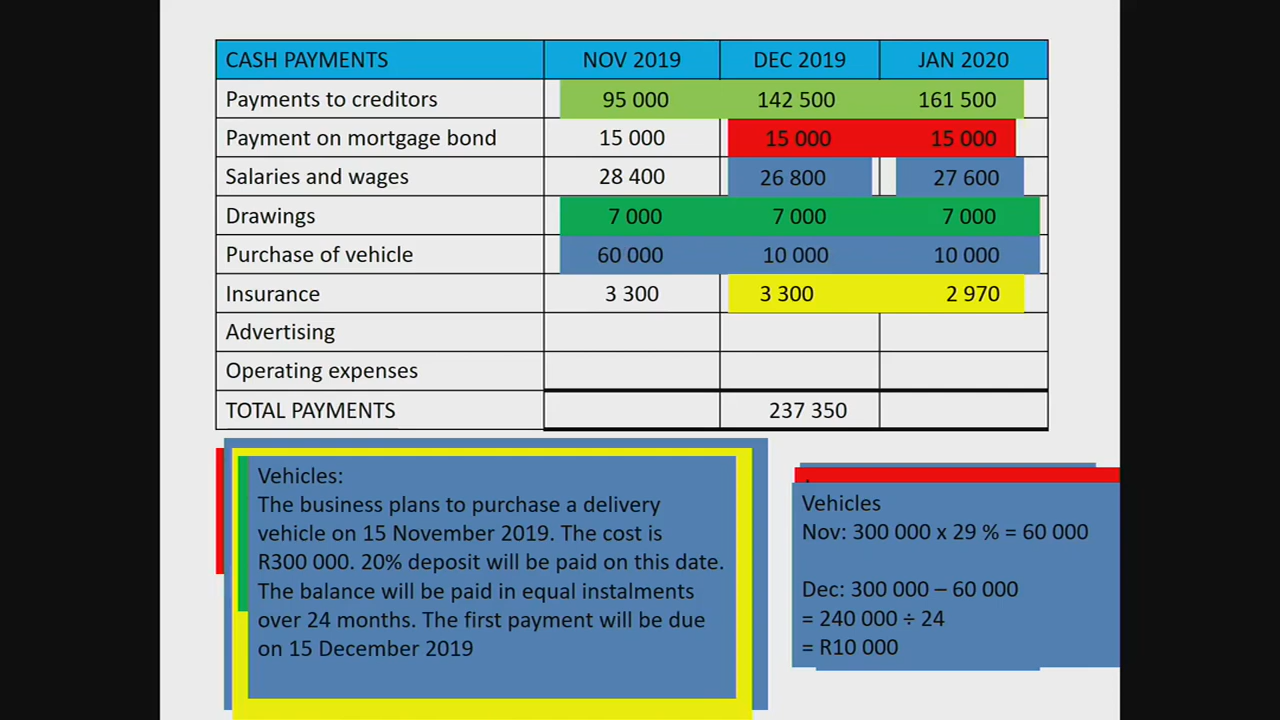 CASH PAYMENTS NOV 2019 DEC 2019 JAN 2020
Payments to creditors 95 000 142 500 161 500
Payment on mortgage bond 15 000 15 000 15 000
Salaries and wages 28 400 26 800 27 600
Drawings 7 000 7 000 7 000
Purchase of vehicle 60 000 10 000 10 000
Insurance 3 300 3 300 2 970
Advertising
Operating expenses
TOTAL PAYMENTS 237 350
Vehicles:
The business plans to purchase a delivery
vehicle on 15 November 2019. The cost is
R300 000. 20% deposit will be paid on this date.
The balance will be paid in equal instalments
over 24 months. The first payment will be due
on 15 December 2019
Vehicles
Nov: 300 000 x 29 % = 60 000
Dec: 300 000 – 60 000
= 240 000 ÷ 24
= R10 000